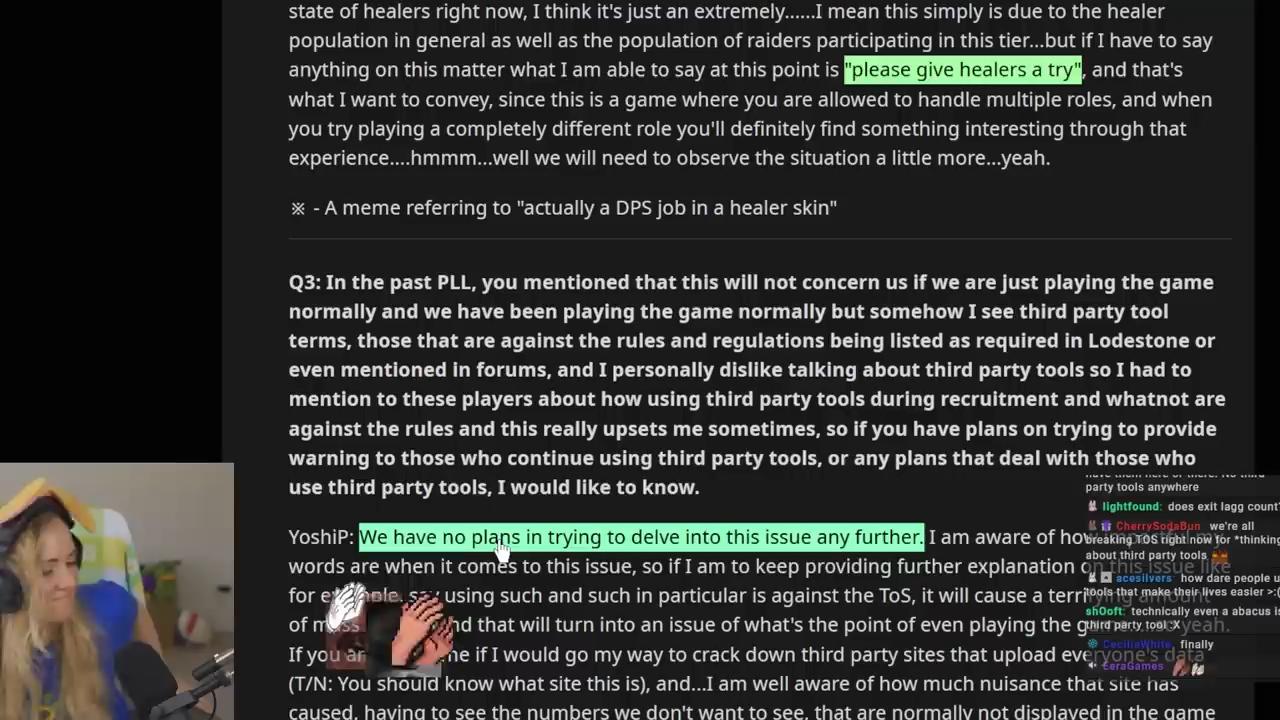 state of healers right now, I think it's just an extremely......I mean this simply is due to the healer
population in general as well as the population of raiders participating in this tier...but if I have to say
anything on this matter what I am able to say at this point is "please give healers a try", and that's
what I want to convey, since this is a game where you are allowed to handle multiple roles, and when
you try playing a completely different role you'll definitely find something interesting through that
experience....hmmm...well we will need to observe the situation a little more...yeah.
※ - A meme referring to "actually a DPS job in a healer skin"
Q3: In the past PLL, you mentioned that this will not concern us if we are just playing the game
normally and we have been playing the game normally but somehow I see third party tool
terms, those that are against the rules and regulations being listed as required in Lodestone or
even mentioned in forums, and I personally dislike talking about third party tools so I had to
mention to these players about how using third party tools during recruitment and whatnot are
against the rules and this really upsets me sometimes, so if you have plans on trying to provide
warning to those who continue using third party tools, or any plans that deal with those who
use third party tools, I would like to know.
YoshiP: We have no plans in trying to delve into this issue any further. I am aware of how
words are when it comes to this issue, so if I am to keep providing further explanation on this issue like
for say using such and such in particular is against the ToS, it will cause a amount
of and that will turn into an issue of what's the point of even playing the yeah.
If you if I would go my way to crack down third party sites that upload everyone's data
(T/N: You should know what site this is), and...I am well aware of how much nuisance that site has
caused, having to see the numbers we don't want to see, that are normally not displayed in the game
have them here or there. No third
party tools anywhere
lightfound: does exit lagg count?
CherrySodaBun we're all
breaking TOS right now for *thinking*
about third party tools
acesilvers how dare people use
tools that make their lives easier >:(
shOoft: technically even a abacus is
third party tool :X
CeciliaWhite finally
EeraGames